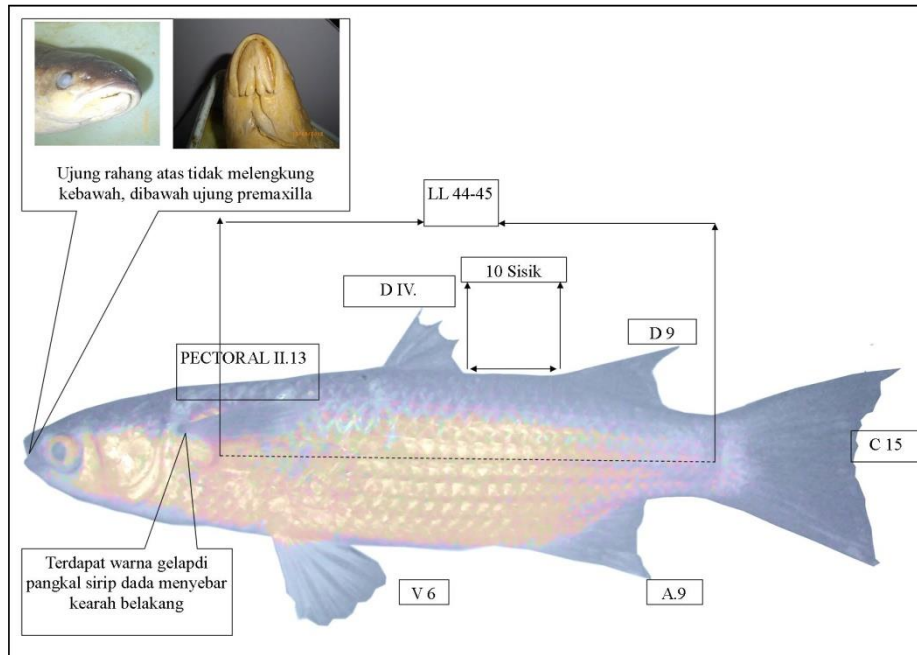 Ujung rahang atas tidak melengkung
kebawah, dibawah ujung premaxilla
LL 44-45
10 Sisik
D IV.
D 9
PECTORAL II.13
C 15
Terdapat warna gelapdi
pangkal sirip dada menyebar
kearah belakang
V 6
A.9